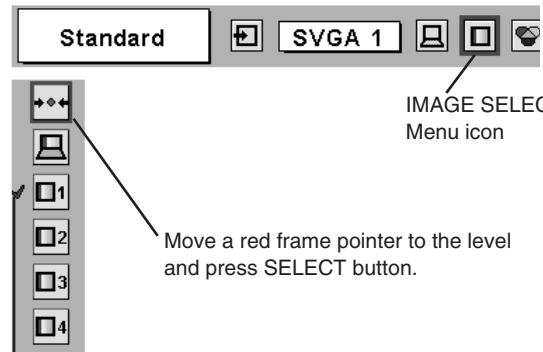 Standard
SVGA 1
IMAGE SELEC
Menu icon
1
2
3
4
Move a red frame pointer to the level
and press SELECT button.